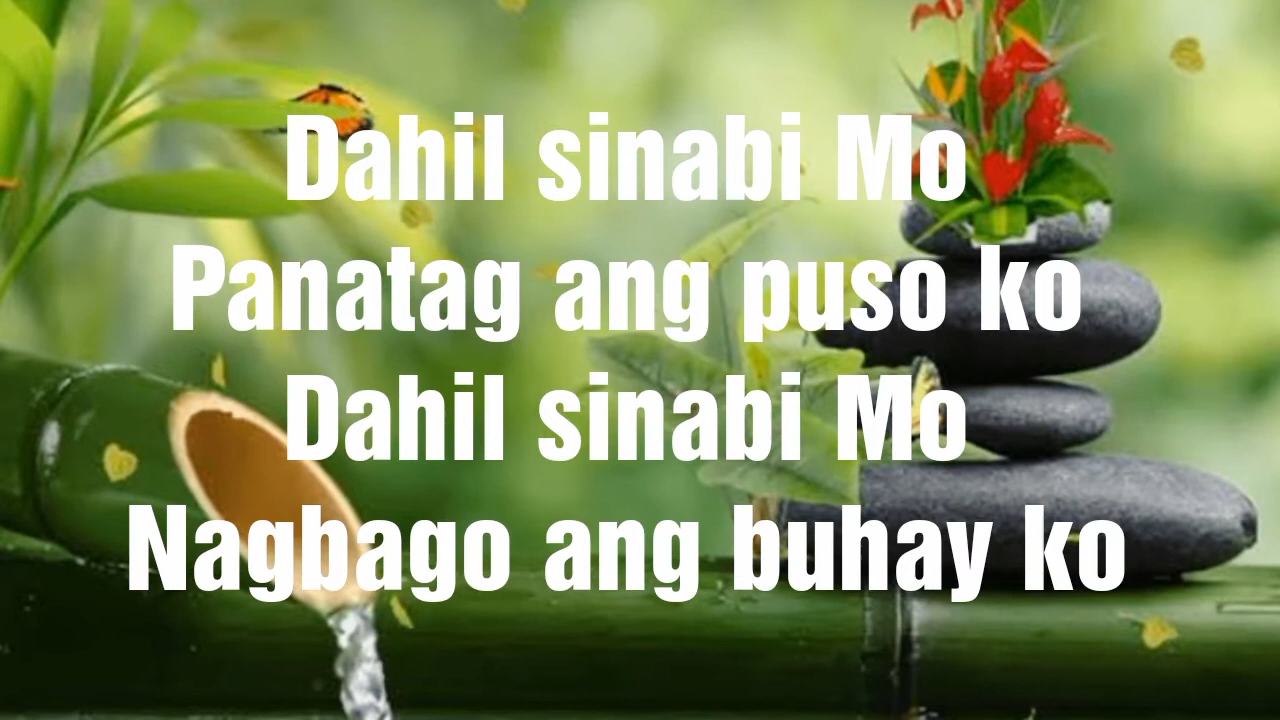 Dahil sinabi Mo
Panatag ang puso ko
Dahil sinabi Mo
Nagbago ang buhay ko